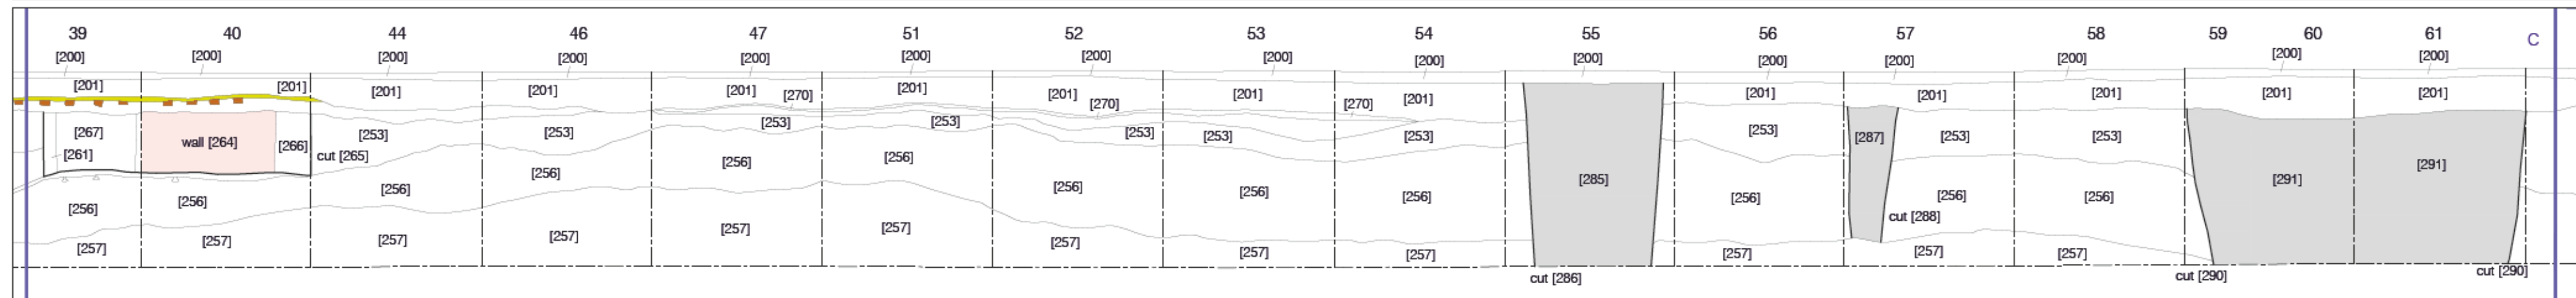 39 40 44 46 47 51 52 53 54 55 56 57 58 59 60 61 C
[200] [200] [200] [200] [200] [200] [200] [200] [200] [200] [200] [200] [200] [200] [200]
[201] [201] [201] [201] [201] [270] [201] [201] [270] [201] [270] [201] [201] [201] [201] [201] [201]
[267] wall [264] [266] [253] [253] [253] [253] [253] [253] [253] [253] [287] [253] [253]
[261] cut [265] [256] [256] [291] [291]
[256] [256] [256] [256] [256] [256] [256] [285] [256] [256] [256]
cut [288]
[257] [257] [257] [257] [257] [257] [257] [257] [257] [257] [257] [257]
cut [286] cut [290] cut [290]